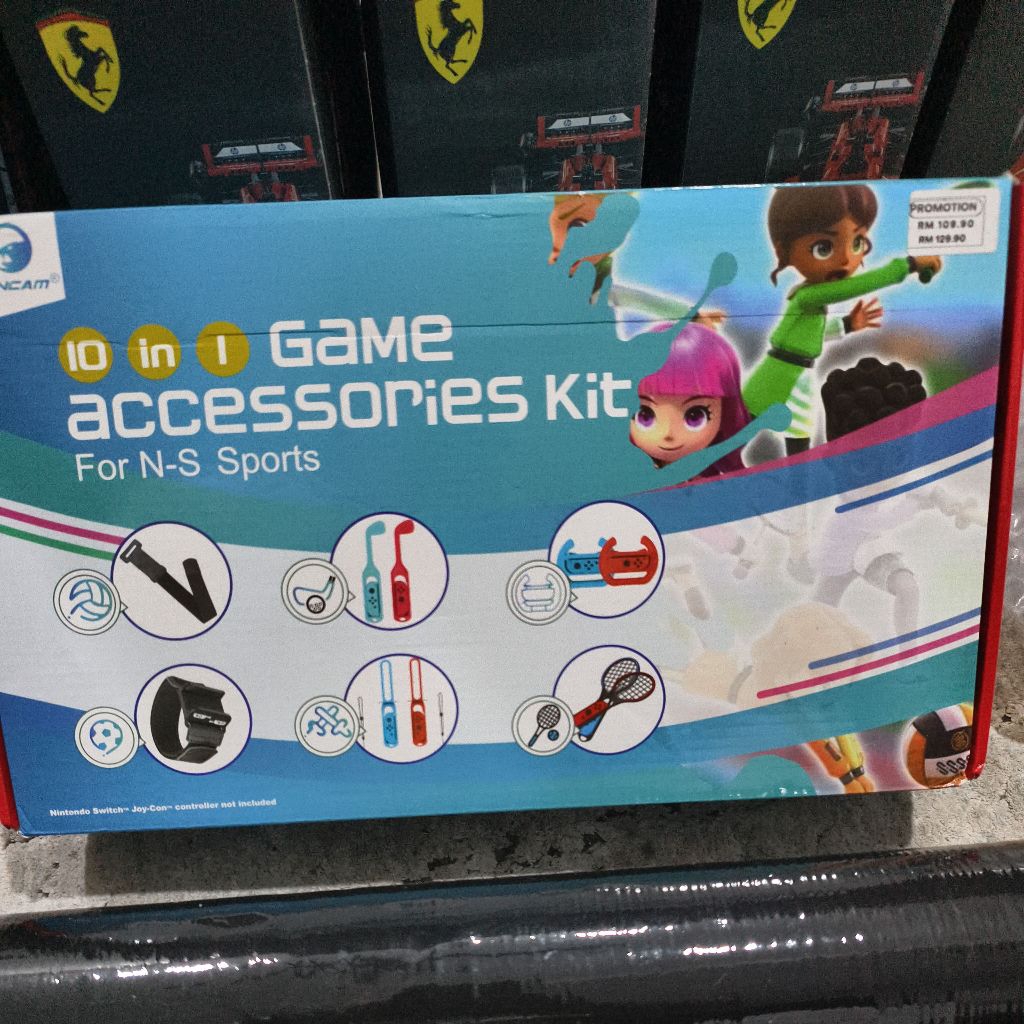 PROMOTION
RM 109.90
RM 129.90
NCAM®
10 in 1 Game
accessories Kit
For N-S Sports
Nintendo Switch™ Joy-Con™ controller not included